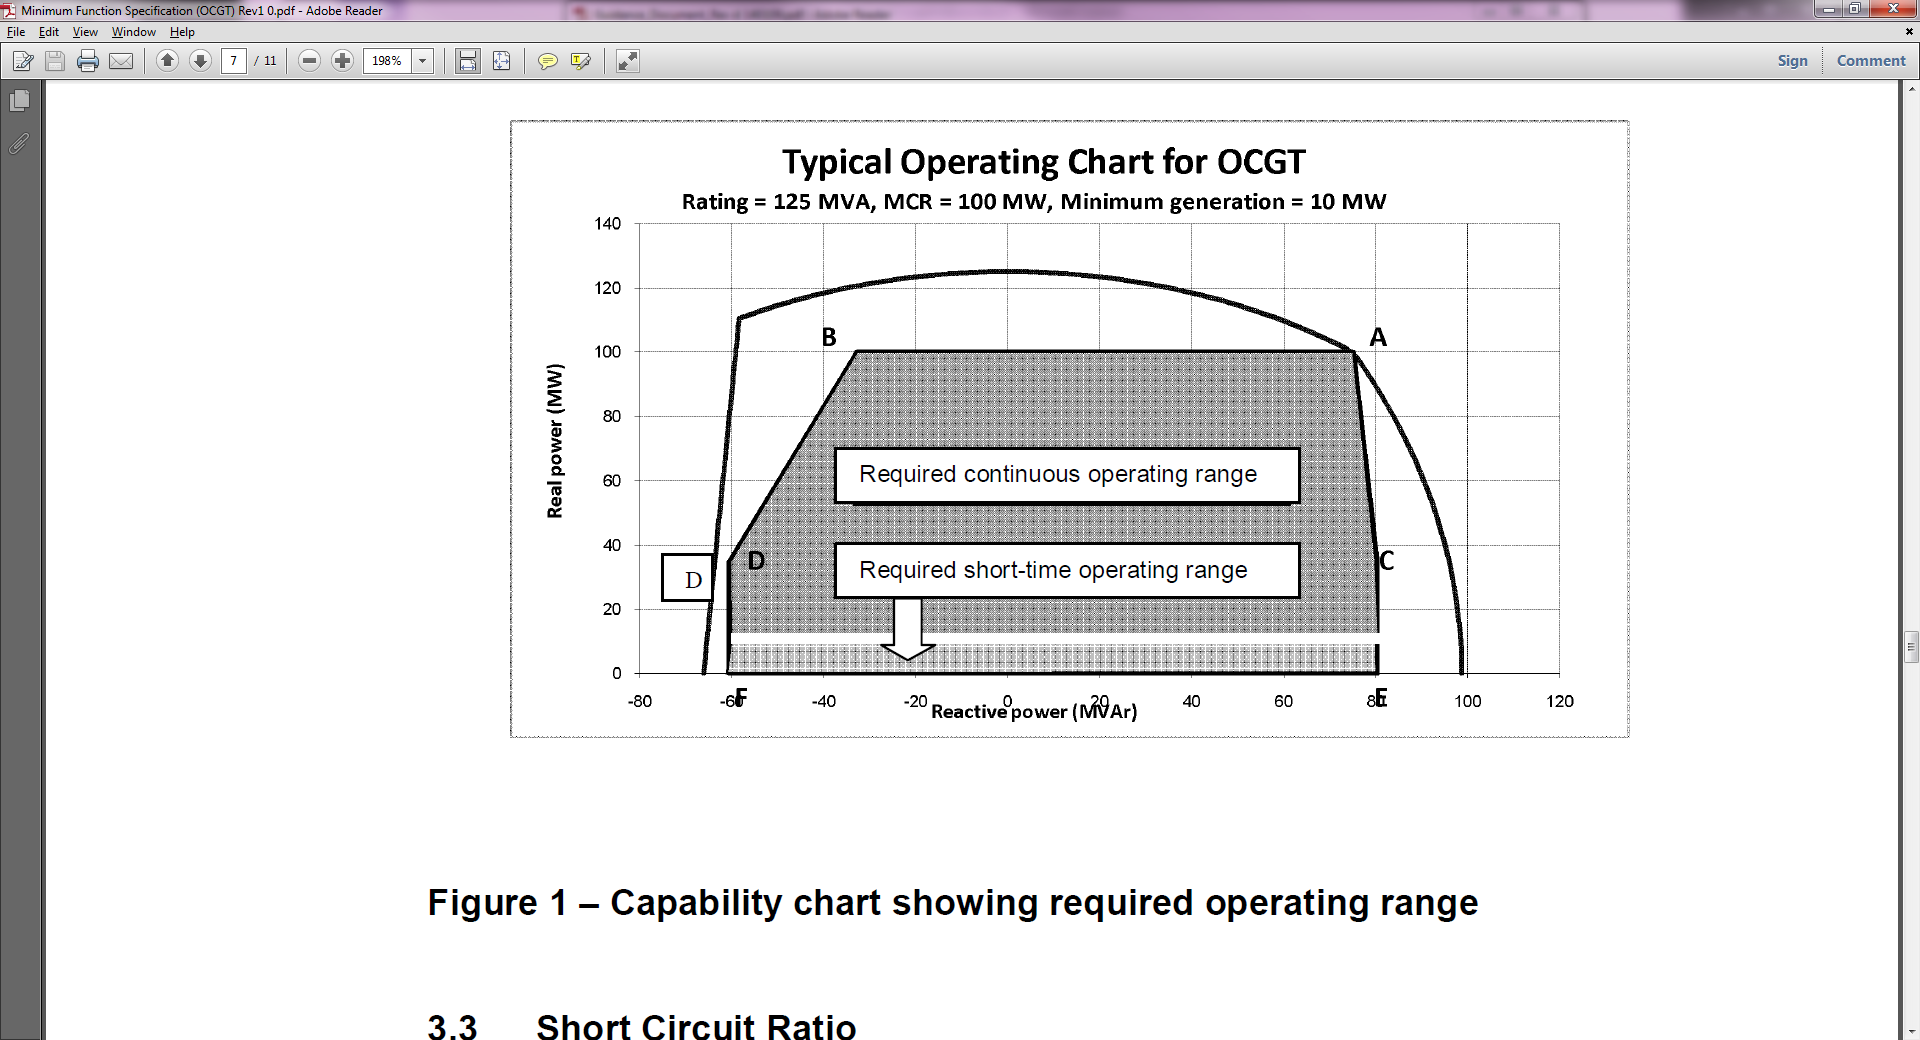 Minimum Function Specification (OCGT) Rev1 0.pdf - Adobe Reader
File Edit View Window Help
7 / 11 198% Sign Comment
Typical Operating Chart for OCGT
Rating = 125 MVA, MCR = 100 MW, Minimum generation = 10 MW
140
120
B A
100
80
Real power (MW)
Required continuous operating range
60
40
D C
Required short-time operating range
D
20
0
-80 -60 -40 -20 0 20 40 60 80 100 120
F E
Reactive power (MVAr)
Figure 1 – Capability chart showing required operating range
3.3 Short Circuit Ratio